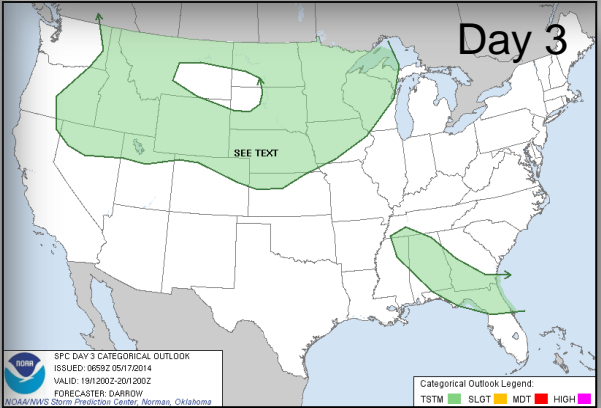 Day 3
SEE TEXT
SPC DAY 3 CATEGORICAL OUTLOOK
ISSUED: 0659Z 05/17/2014
VALID: 19/1200Z-20/1200Z
FORECASTER: DARROW
NOAA/NWS Storm Prediction Center, Norman, Oklahoma
NOAA
Categorical Outlook Legend:
TSTM SLGT MDT HIGH